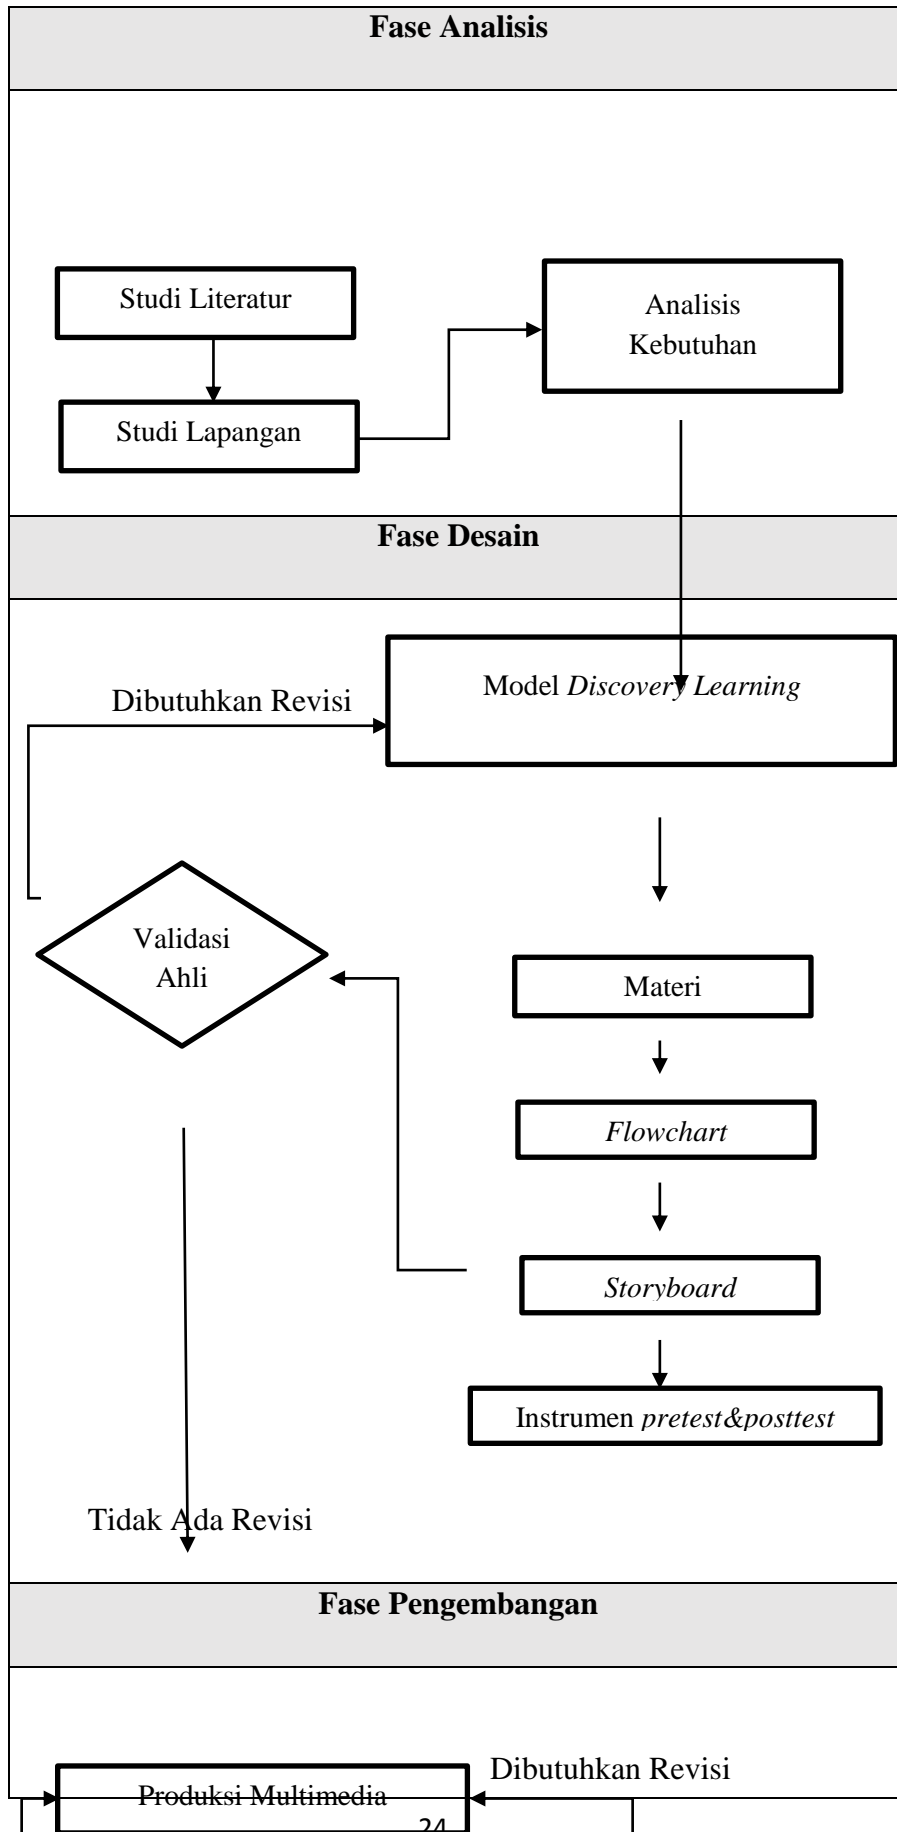 Fase Analisis
Studi Literatur
Analisis
Kebutuhan
Studi Lapangan
Fase Desain
Model Discovery Learning
Dibutuhkan Revisi
Validasi
Ahli
Materi
Flowchart
Storyboard
Instrumen pretest&posttest
Tidak Ada Revisi
Fase Pengembangan
Dibutuhkan Revisi
Produksi Multimedia
24